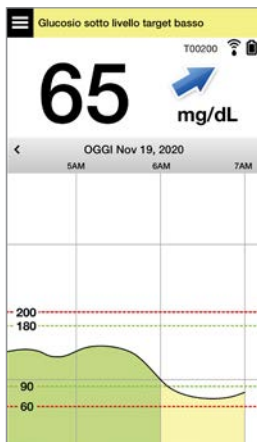 Glucosio sotto livello target basso
T00200
65
mg/dL
OGGI Nov 19, 2020
5AM 6AM 7AM
200
180
90
60